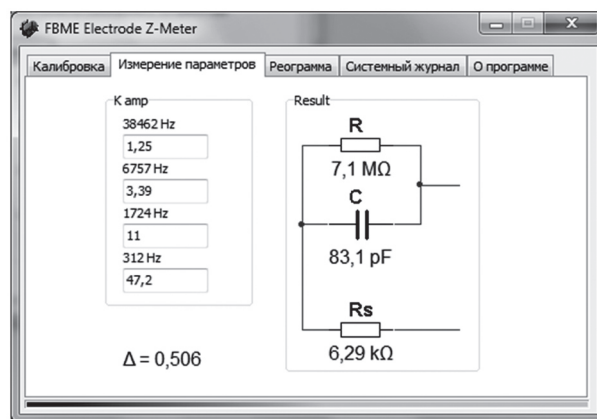 FBME Electrode Z-Meter
Калибровка Измерение параметров Реограмма Системный журнал О программе
K amp
38462 Hz
1,25
6757 Hz
3,39
1724 Hz
11
312 Hz
47,2
Δ = 0,506
Result
R
7,1 MΩ
C
83,1 pF
Rs
6,29 kΩ